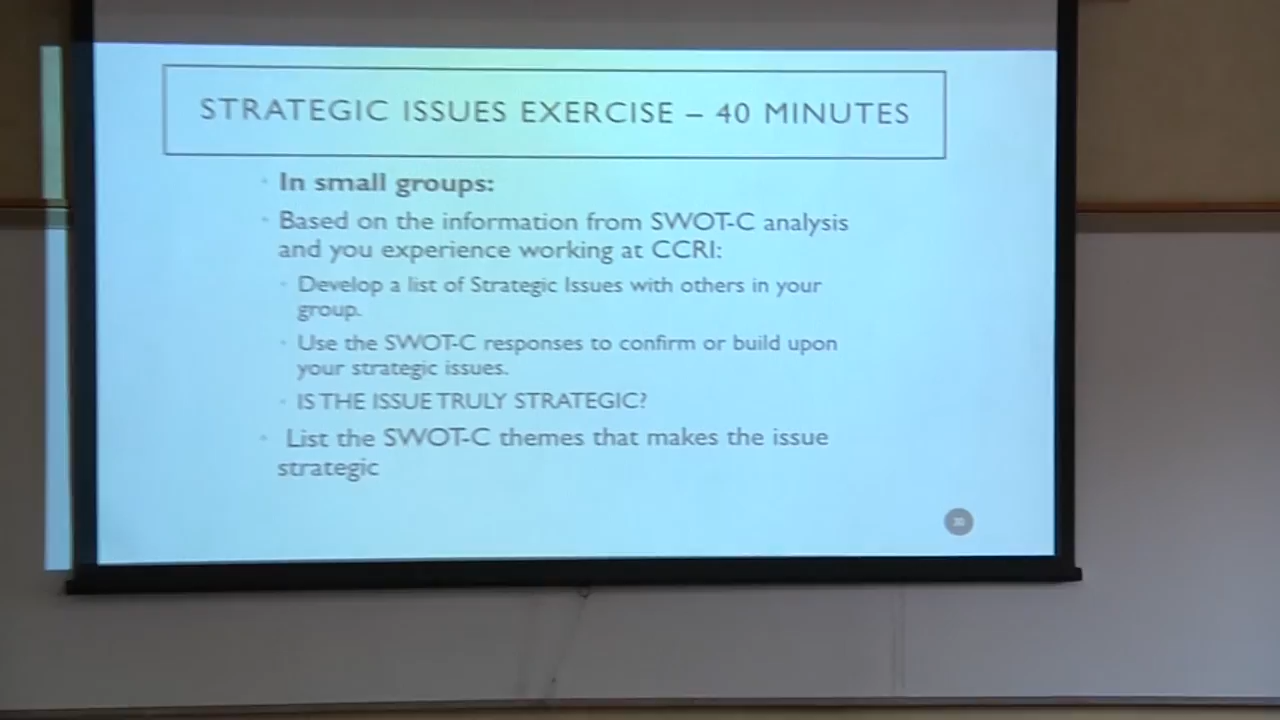 STRATEGIC ISSUES EXERCISE – 40 MINUTES
In small groups:
Based on the information from SWOT-C analysis
and you experience working at CCRI:
Develop a list of Strategic Issues with others in your
group.
Use the SWOT-C responses to confirm or build upon
your strategic issues.
IS THE ISSUE TRULY STRATEGIC?
List the SWOT-C themes that makes the issue
strategic